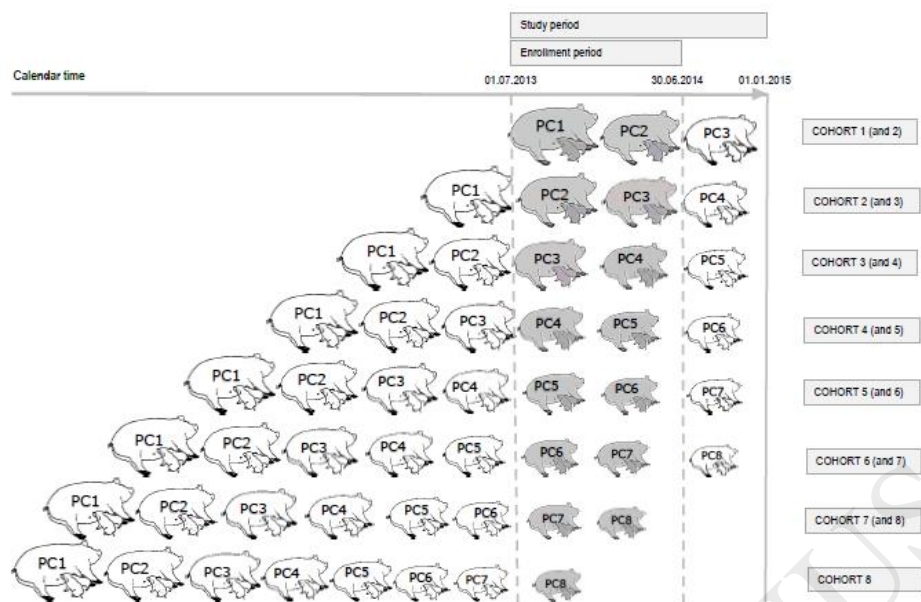 Study period
Enrollment period
Calendar time
01.07.2013 30.06.2014 01.01.2015
PC1 PC2 PC3 COHORT 1 (and 2)
PC1 PC2 PC3 PC4 COHORT 2 (and 3)
PC1 PC2 PC3 PC4 PC5 COHORT 3 (and 4)
PC1 PC2 PC3 PC4 PC5 PC6 COHORT 4 (and 5)
PC1 PC2 PC3 PC4 PC5 PC6 PC7 COHORT 5 (and 6)
PC1 PC2 PC3 PC4 PC5 PC6 PC7 PC8 COHORT 6 (and 7)
PC1 PC2 PC3 PC4 PC5 PC6 PC7 PC8 COHORT 7 (and 8)
PC1 PC2 PC3 PC4 PC5 PC6 PC7 PC8 COHORT 8